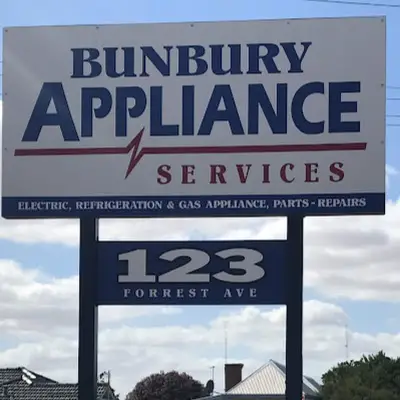 BUNBURY
APPLIANCE
SERVICES
ELECTRIC, REFRIGERATION & GAS APPLIANCE, PARTS - REPAIRS
123
FORREST AVE